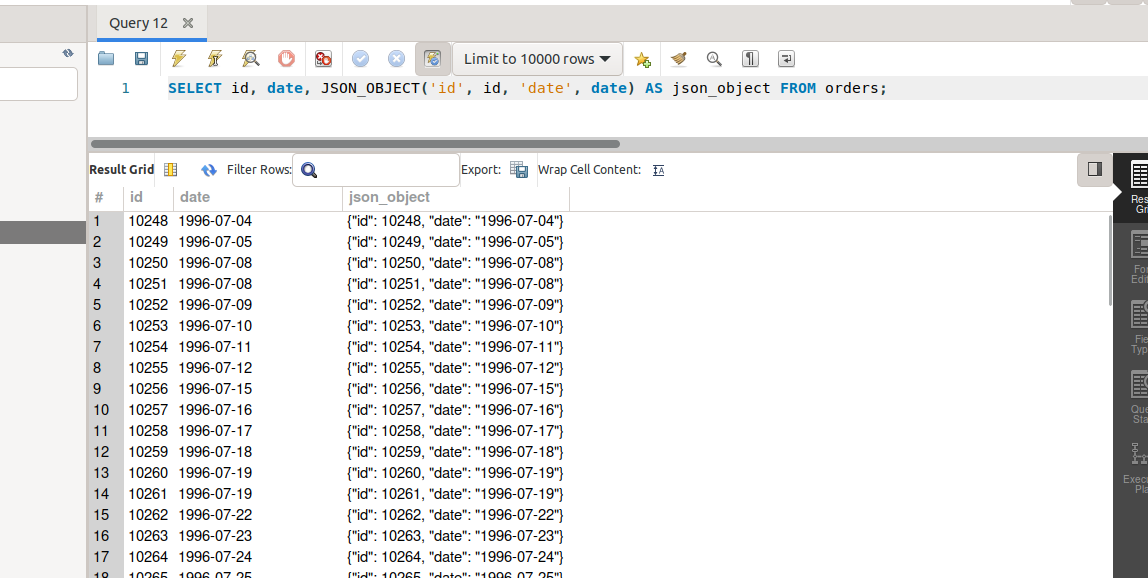 Query 12
Limit to 10000 rows
1 SELECT id, date, JSON_OBJECT('id', id, 'date', date) AS json_object FROM orders;
Result Grid Filter Rows: Export: Wrap Cell Content:
# id date json_object
1 10248 1996-07-04 {"id": 10248, "date": "1996-07-04"}
2 10249 1996-07-05 {"id": 10249, "date": "1996-07-05"}
3 10250 1996-07-08 {"id": 10250, "date": "1996-07-08"}
4 10251 1996-07-08 {"id": 10251, "date": "1996-07-08"}
5 10252 1996-07-09 {"id": 10252, "date": "1996-07-09"}
6 10253 1996-07-10 {"id": 10253, "date": "1996-07-10"}
7 10254 1996-07-11 {"id": 10254, "date": "1996-07-11"}
8 10255 1996-07-12 {"id": 10255, "date": "1996-07-12"}
9 10256 1996-07-15 {"id": 10256, "date": "1996-07-15"}
10 10257 1996-07-16 {"id": 10257, "date": "1996-07-16"}
11 10258 1996-07-17 {"id": 10258, "date": "1996-07-17"}
12 10259 1996-07-18 {"id": 10259, "date": "1996-07-18"}
13 10260 1996-07-19 {"id": 10260, "date": "1996-07-19"}
14 10261 1996-07-19 {"id": 10261, "date": "1996-07-19"}
15 10262 1996-07-22 {"id": 10262, "date": "1996-07-22"}
16 10263 1996-07-23 {"id": 10263, "date": "1996-07-23"}
17 10264 1996-07-24 {"id": 10264, "date": "1996-07-24"}
18 10265 1996-07-25 {"id": 10265, "date": "1996-07-25"}